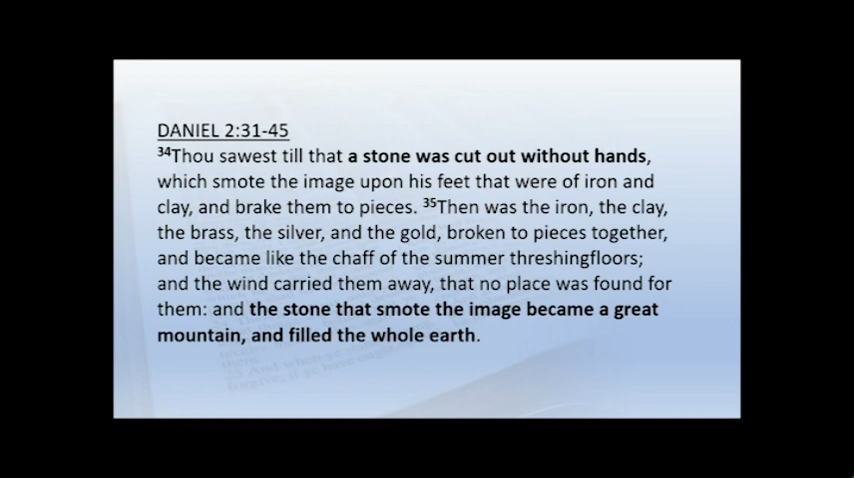 DANIEL 2:31-45
³⁴Thou sawest till that a stone was cut out without hands,
which smote the image upon his feet that were of iron and
clay, and brake them to pieces. ³⁵Then was the iron, the clay,
the brass, the silver, and the gold, broken to pieces together,
and became like the chaff of the summer threshingfloors;
and the wind carried them away, that no place was found for
them: and the stone that smote the image became a great
mountain, and filled the whole earth.